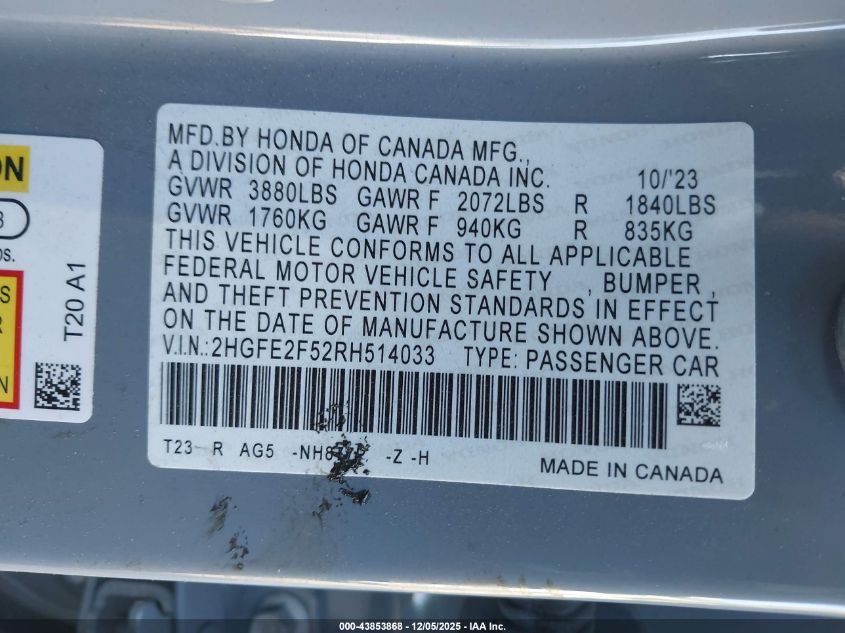 ON
3
OS.
S
R
N
T20 A1
MFD.BY HONDA OF CANADA MFG.,
A DIVISION OF HONDA CANADA INC. 10/'23
GVWR 3880LBS GAWR F 2072LBS R 1840LBS
GVWR 1760KG GAWR F 940KG R 835KG
THIS VEHICLE CONFORMS TO ALL APPLICABLE
FEDERAL MOTOR VEHICLE SAFETY , BUMPER ,
AND THEFT PREVENTION STANDARDS IN EFFECT
ON THE DATE OF MANUFACTURE SHOWN ABOVE.
V.I.N.:2HGFE2F52RH514033 TYPE: PASSENGER CAR
T23- R AG5 -Z -H
MADE IN CANADA
000-43853868 - 12/05/2025 - IAA Inc.